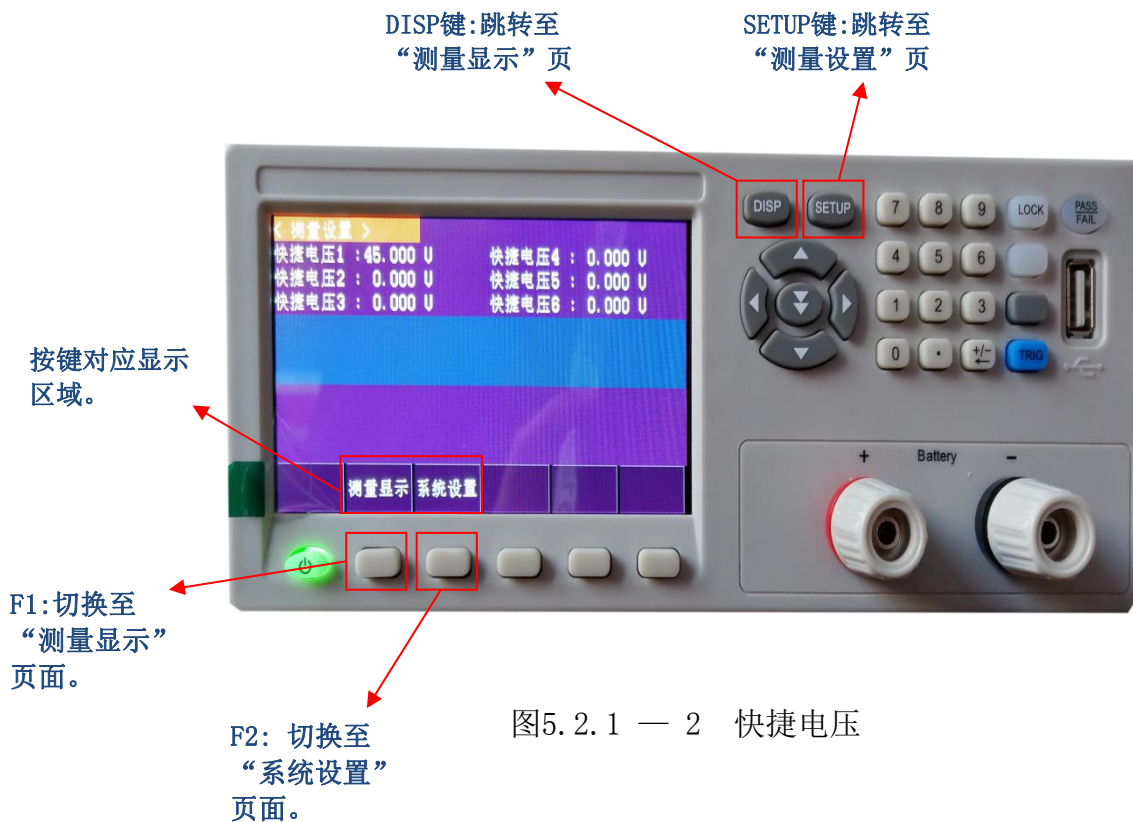 DISP键:跳转至
“测量显示”页
SETUP键:跳转至
“测量设置”页
DISP
SETUP
7
8
9
LOCK
PASS
FAIL
4
5
6
1
2
3
0
·
+/-
TRIG
< 测量设置 >
快捷电压1 :45.000 U
快捷电压4 : 0.000 U
快捷电压2 : 0.000 U
快捷电压5 : 0.000 U
快捷电压3 : 0.000 U
快捷电压6 : 0.000 U
按键对应显示
区域。
测量显示
系统设置
+ Battery −
F1:切换至
“测量显示”
页面。
F2: 切换至
“系统设置”
页面。
图5.2.1 — 2 快捷电压